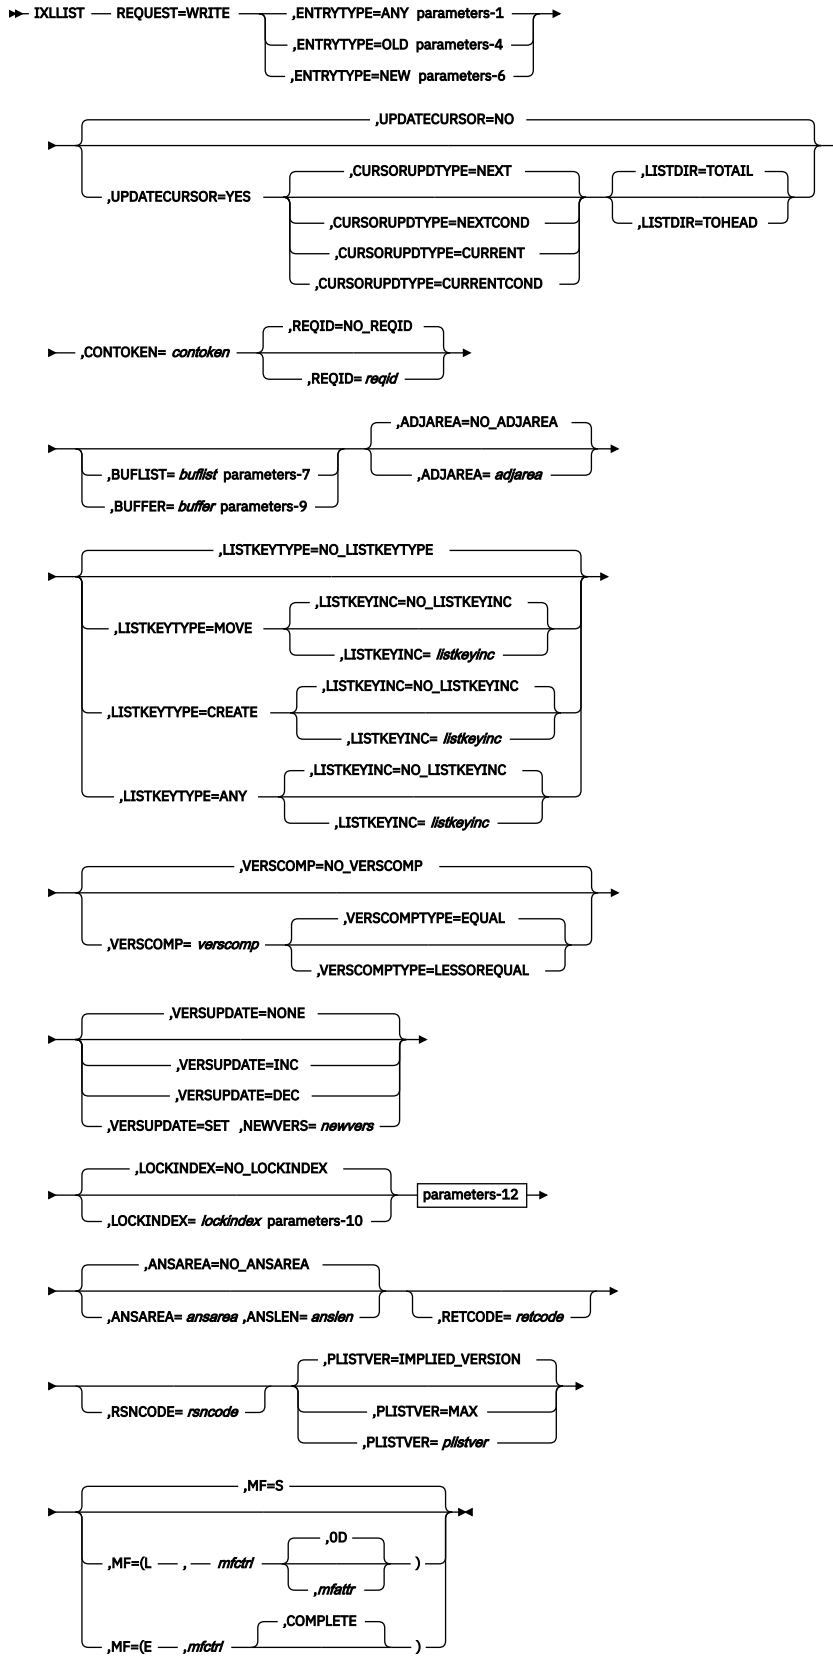 IXLLIST REQUEST=WRITE ,ENTRYTYPE=ANY parameters-1
,ENTRYTYPE=OLD parameters-4
,ENTRYTYPE=NEW parameters-6
,UPDATECURSOR=NO
,UPDATECURSOR=YES ,CURSORUPDTYPE=NEXT ,LISTDIR=TOTAIL
,CURSORUPDTYPE=NEXTCOND ,LISTDIR=TOHEAD
,CURSORUPDTYPE=CURRENT
,CURSORUPDTYPE=CURRENTCOND
,CONTOKEN= contoken ,REQID=NO_REQID
,REQID= reqid
,BUFLIST= buflist parameters-7 ,ADJAREA=NO_ADJAREA
,BUFFER= buffer parameters-9 ,ADJAREA= adjarea
,LISTKEYTYPE=NO_LISTKEYTYPE
,LISTKEYTYPE=MOVE ,LISTKEYINC=NO_LISTKEYINC
,LISTKEYINC= listkeyinc
,LISTKEYTYPE=CREATE ,LISTKEYINC=NO_LISTKEYINC
,LISTKEYINC= listkeyinc
,LISTKEYTYPE=ANY ,LISTKEYINC=NO_LISTKEYINC
,LISTKEYINC= listkeyinc
,VERSCOMP=NO_VERSCOMP
,VERSCOMP= verscomp ,VERSCOMPTYPE=EQUAL
,VERSCOMPTYPE=LESSOREQUAL
,VERSUPDATE=NONE
,VERSUPDATE=INC
,VERSUPDATE=DEC
,VERSUPDATE=SET ,NEWVERS= newvers
,LOCKINDEX=NO_LOCKINDEX
,LOCKINDEX= lockindex parameters-10 parameters-12
,ANSAREA=NO_ANSAREA
,ANSAREA= ansarea ,ANSLEN= anslen ,RETCODE= retcode
,RSNCODE= rsncode ,PLISTVER=IMPLIED_VERSION
,PLISTVER=MAX
,PLISTVER= plistver
,MF=S
,MF=(L , mfctrl ,0D )
,mfattr
,MF=(E ,mfctrl ,COMPLETE )